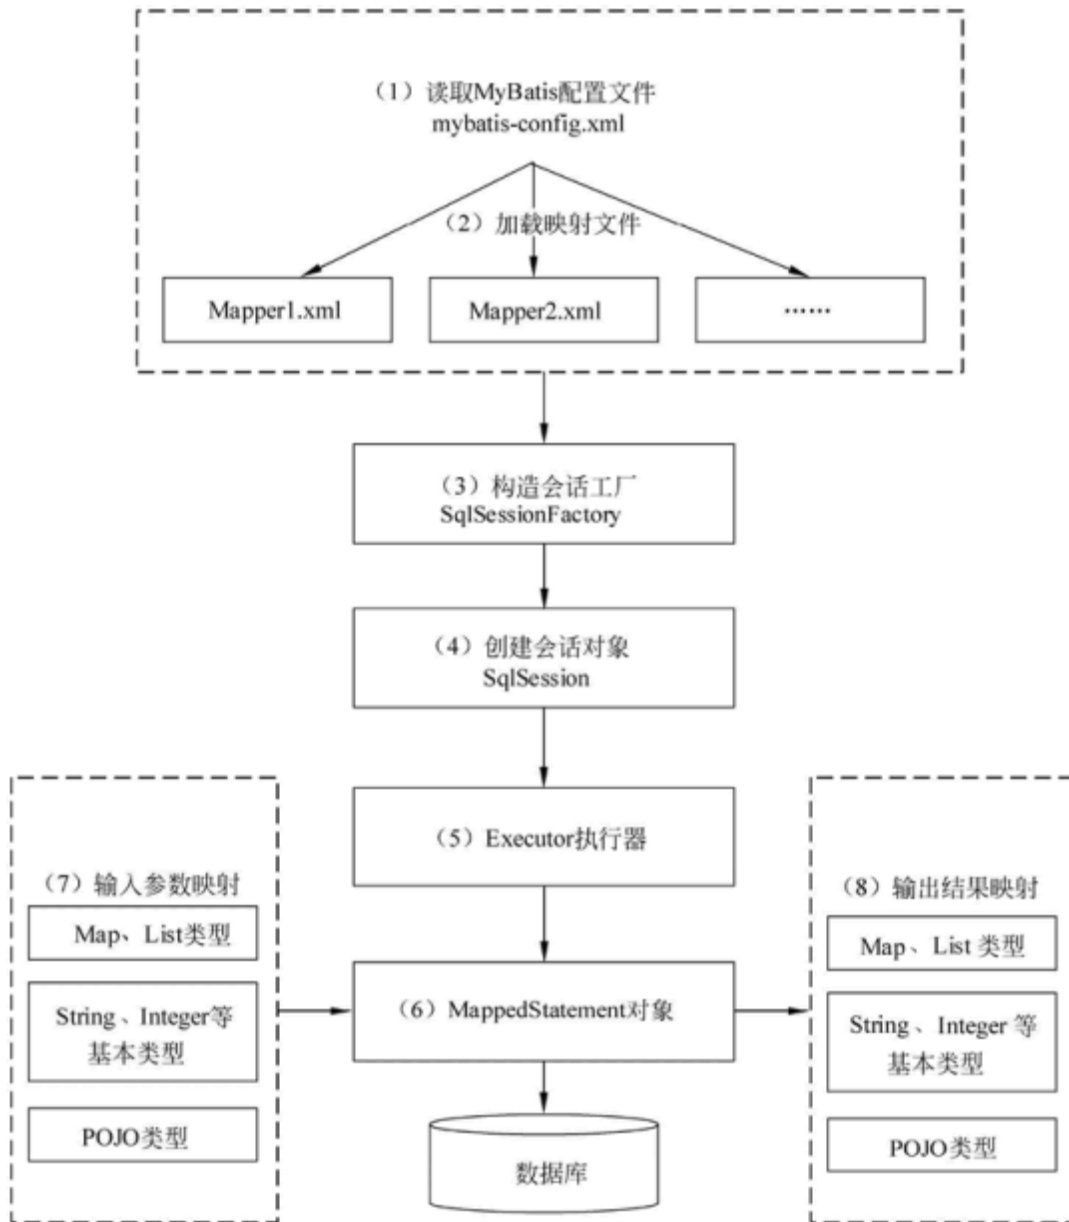 （1）读取MyBatis配置文件
mybatis-config.xml
（2）加载映射文件
Mapper1.xml
Mapper2.xml
……
（3）构造会话工厂
SqlSessionFactory
（4）创建会话对象
SqlSession
（5）Executor执行器
（7）输入参数映射
Map、List类型
String、Integer等
基本类型
POJO类型
（6）MappedStatement对象
（8）输出结果映射
Map、List 类型
String、Integer 等
基本类型
POJO类型
数据库